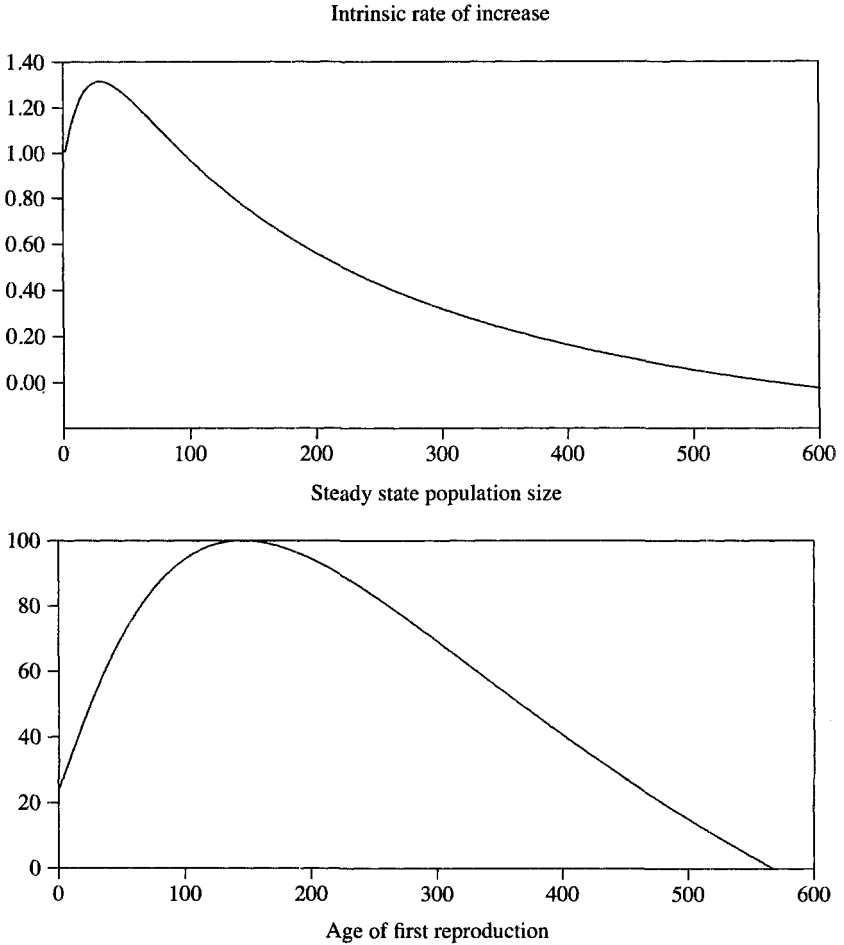 Intrinsic rate of increase
1.40
1.20
1.00
0.80
0.60
0.40
0.20
0.00
0 100 200 300 400 500 600
Steady state population size
100
80
60
40
20
0
0 100 200 300 400 500 600
Age of first reproduction